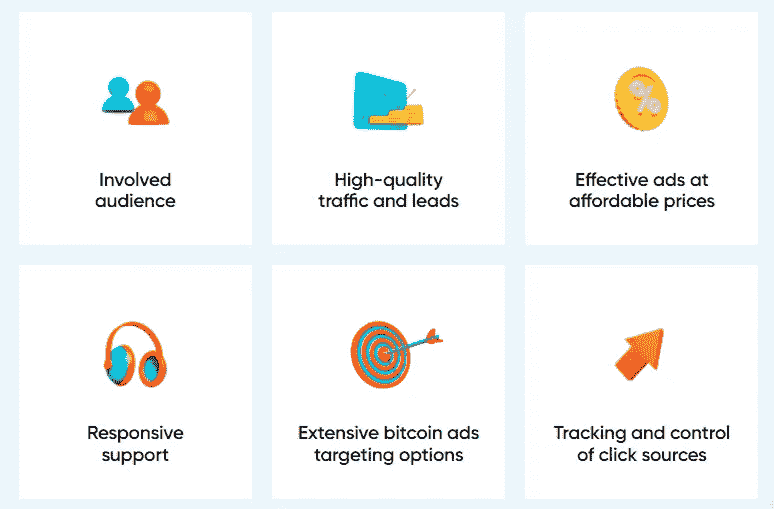 Involved
audience
High-quality
traffic and leads
Effective ads at
affordable prices
Responsive
support
Extensive bitcoin ads
targeting options
Tracking and control
of click sources